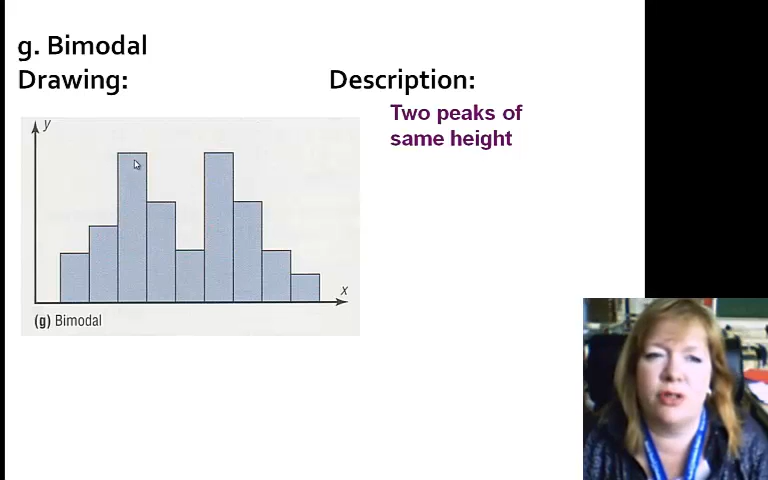 g. Bimodal
Drawing:
Description:
Two peaks of
same height
y
x
(g) Bimodal